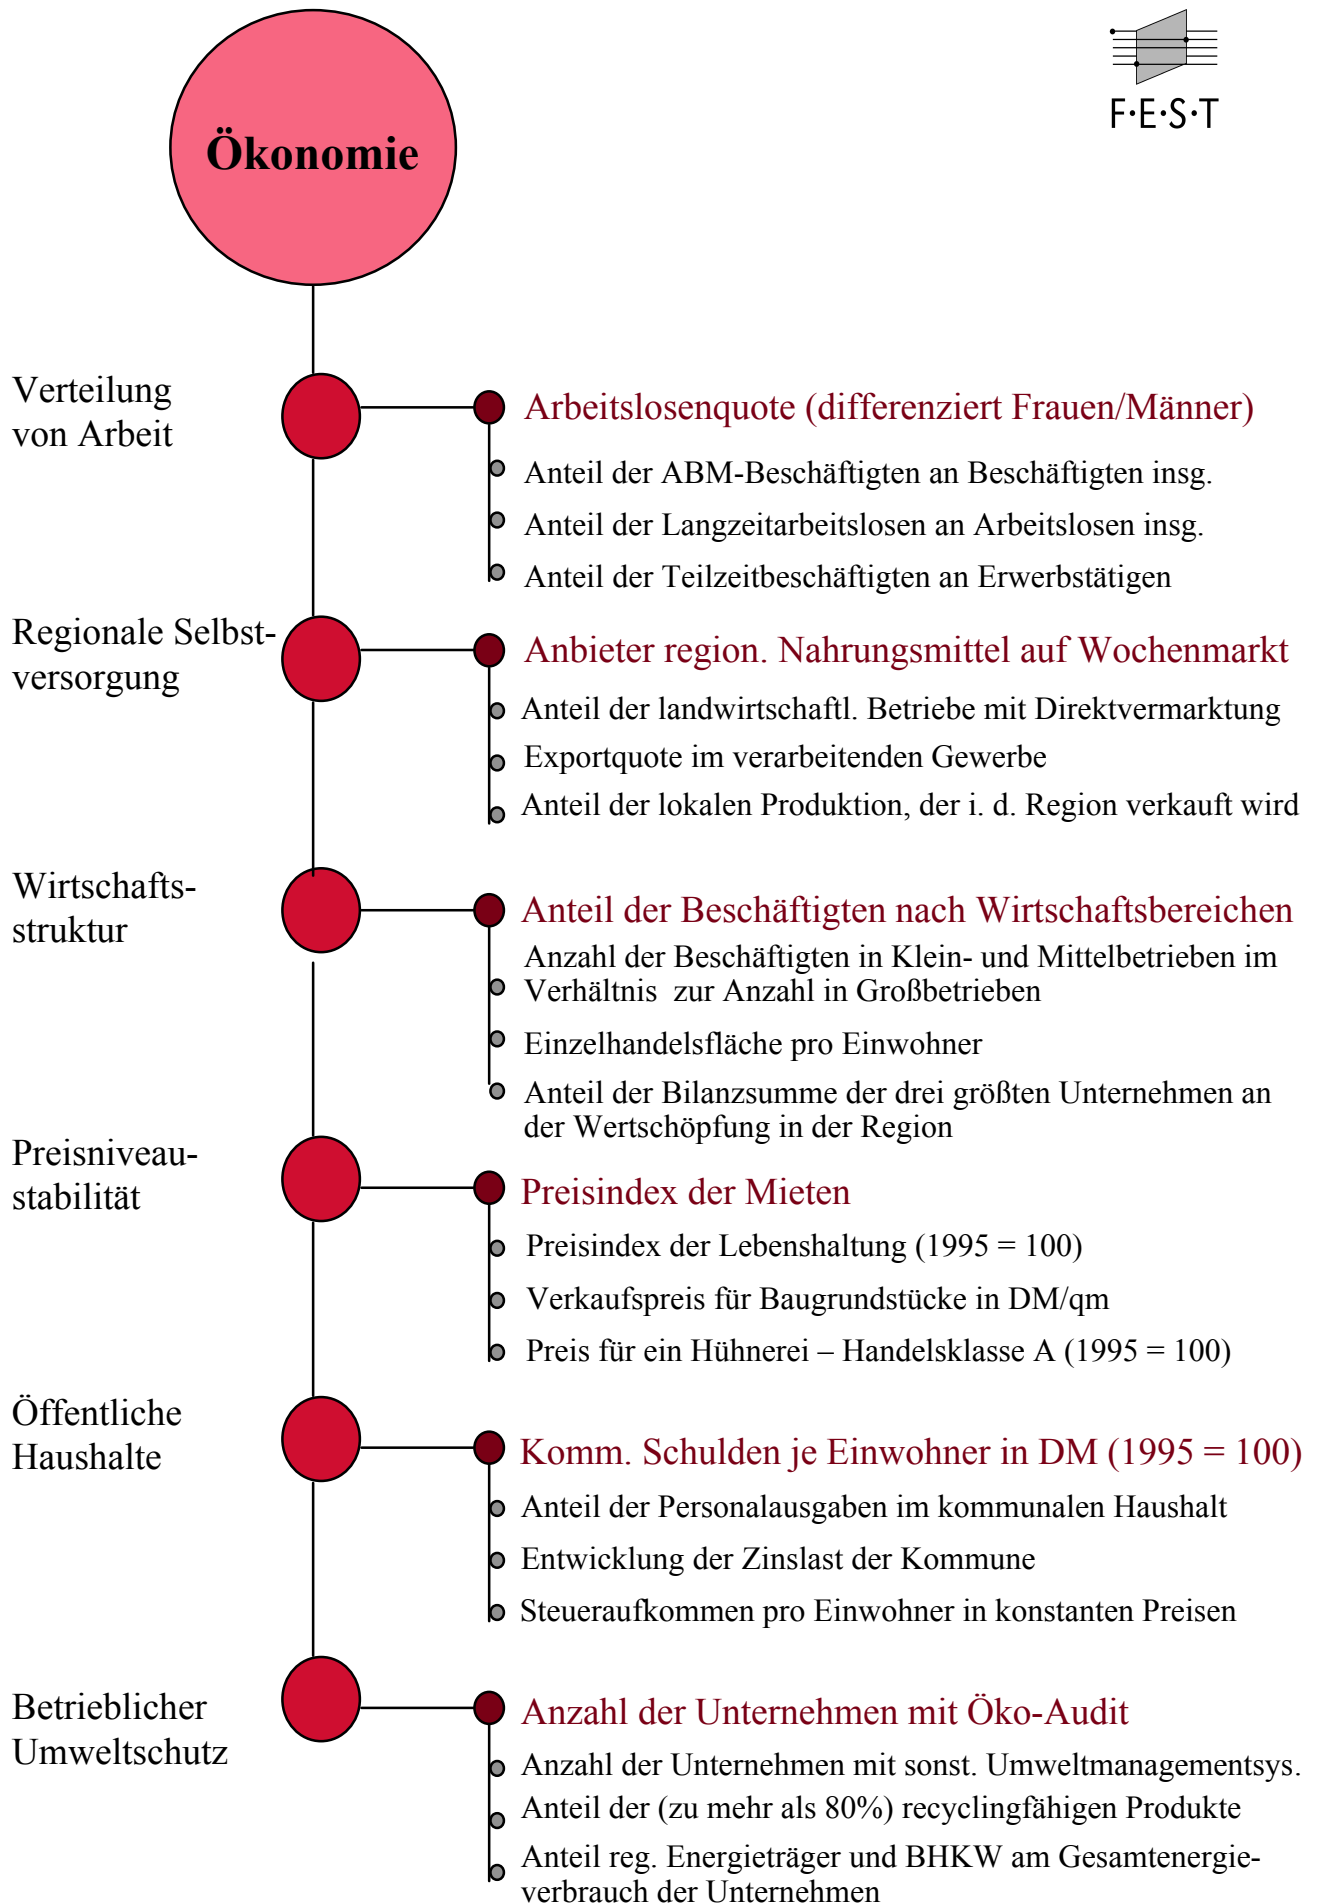 Ökonomie
F·E·S·T
Verteilung
von Arbeit
Arbeitslosenquote (differenziert Frauen/Männer)
Anteil der ABM-Beschäftigten an Beschäftigten insg.
Anteil der Langzeitarbeitslosen an Arbeitslosen insg.
Anteil der Teilzeitbeschäftigten an Erwerbstätigen
Regionale Selbst-
versorgung
Anbieter region. Nahrungsmittel auf Wochenmarkt
Anteil der landwirtschaftl. Betriebe mit Direktvermarktung
Exportquote im verarbeitenden Gewerbe
Anteil der lokalen Produktion, der i. d. Region verkauft wird
Wirtschafts-
struktur
Anteil der Beschäftigten nach Wirtschaftsbereichen
Anzahl der Beschäftigten in Klein- und Mittelbetrieben im
Verhältnis zur Anzahl in Großbetrieben
Einzelhandelsfläche pro Einwohner
Anteil der Bilanzsumme der drei größten Unternehmen an
der Wertschöpfung in der Region
Preisniveau-
stabilität
Preisindex der Mieten
Preisindex der Lebenshaltung (1995 = 100)
Verkaufspreis für Baugrundstücke in DM/qm
Preis für ein Hühnerei – Handelsklasse A (1995 = 100)
Öffentliche
Haushalte
Komm. Schulden je Einwohner in DM (1995 = 100)
Anteil der Personalausgaben im kommunalen Haushalt
Entwicklung der Zinslast der Kommune
Steueraufkommen pro Einwohner in konstanten Preisen
Betrieblicher
Umweltschutz
Anzahl der Unternehmen mit Öko-Audit
Anzahl der Unternehmen mit sonst. Umweltmanagementsys.
Anteil der (zu mehr als 80%) recyclingfähigen Produkte
Anteil reg. Energieträger und BHKW am Gesamtenergie-
verbrauch der Unternehmen